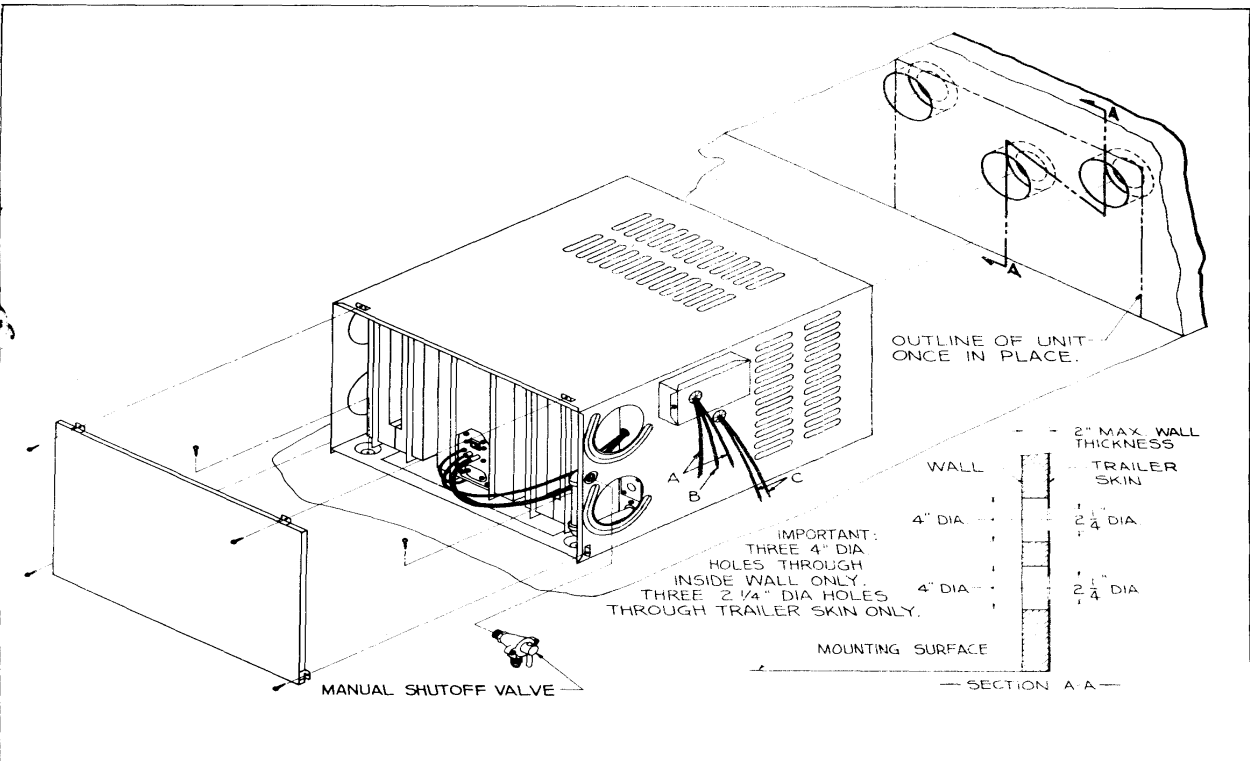 A
A
OUTLINE OF UNIT
ONCE IN PLACE.
A
B
C
2" MAX. WALL
THICKNESS
WALL
TRAILER
SKIN
4" DIA
2 1/4" DIA
4" DIA
2 1/4" DIA
IMPORTANT:
THREE 4" DIA
HOLES THROUGH
INSIDE WALL ONLY.
THREE 2 1/4" DIA HOLES
THROUGH TRAILER SKIN ONLY.
MOUNTING SURFACE
MANUAL SHUTOFF VALVE
SECTION A-A